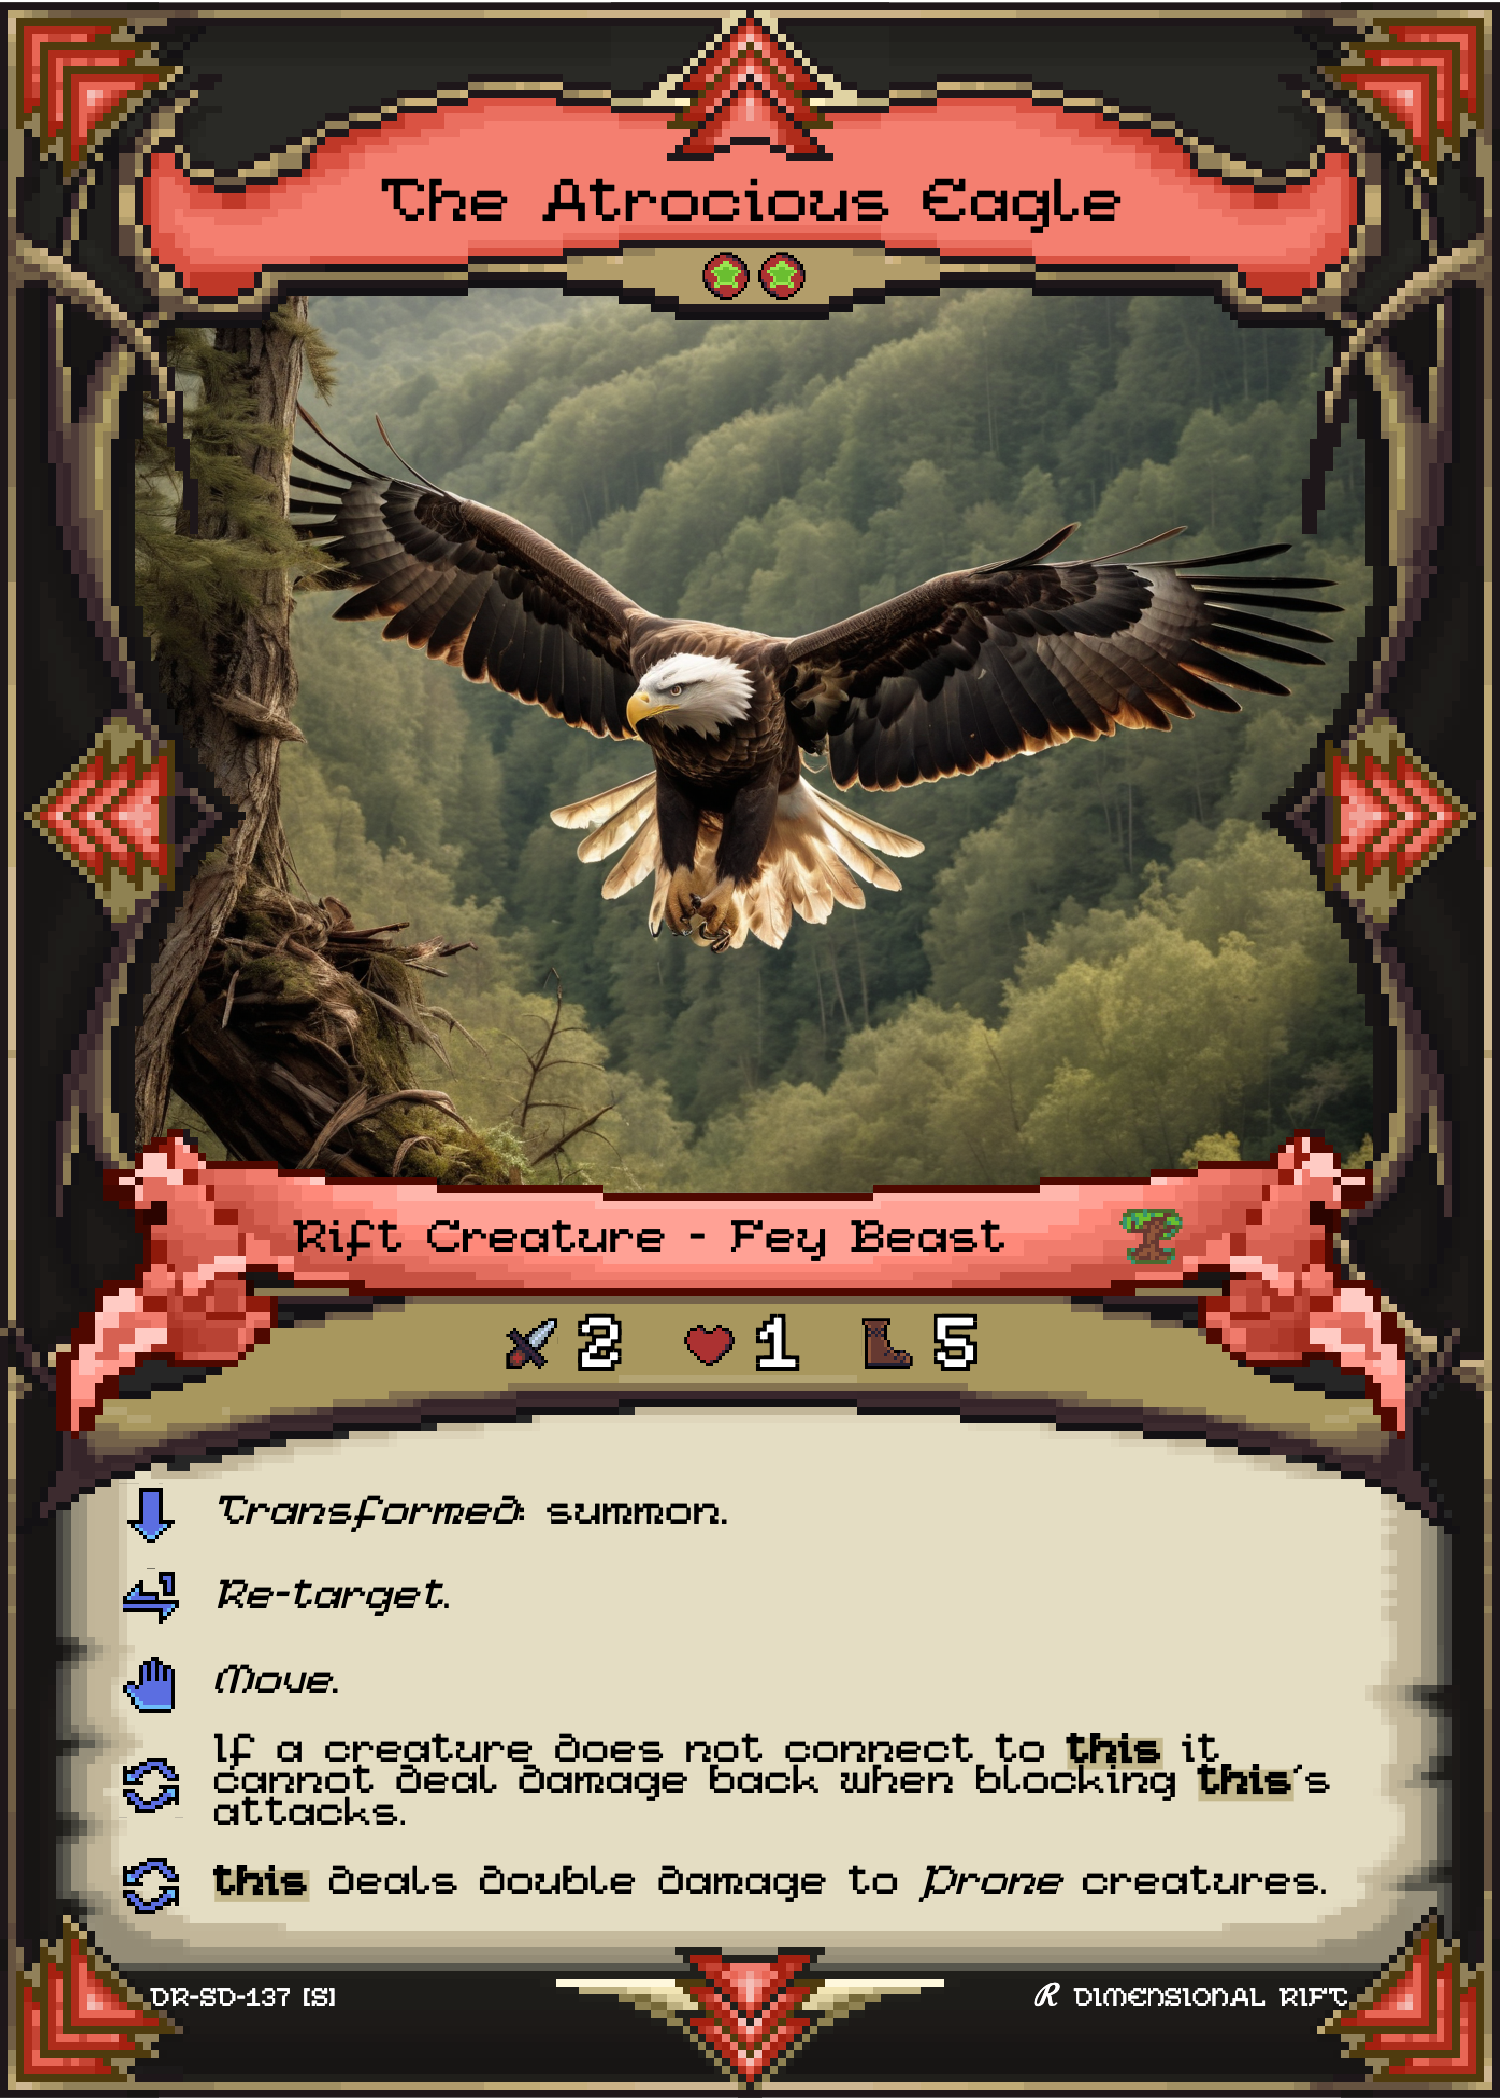 The Atrocious Eagle
Rift Creature - Fey Beast
2 1 5
Transformed: summon.
Re-target.
Move.
If a creature does not connect to this it
cannot deal damage back when blocking this's
attacks.
this deals double damage to Prone creatures.
DR-SD-137 [S]
R DIMENSIONAL RIFT